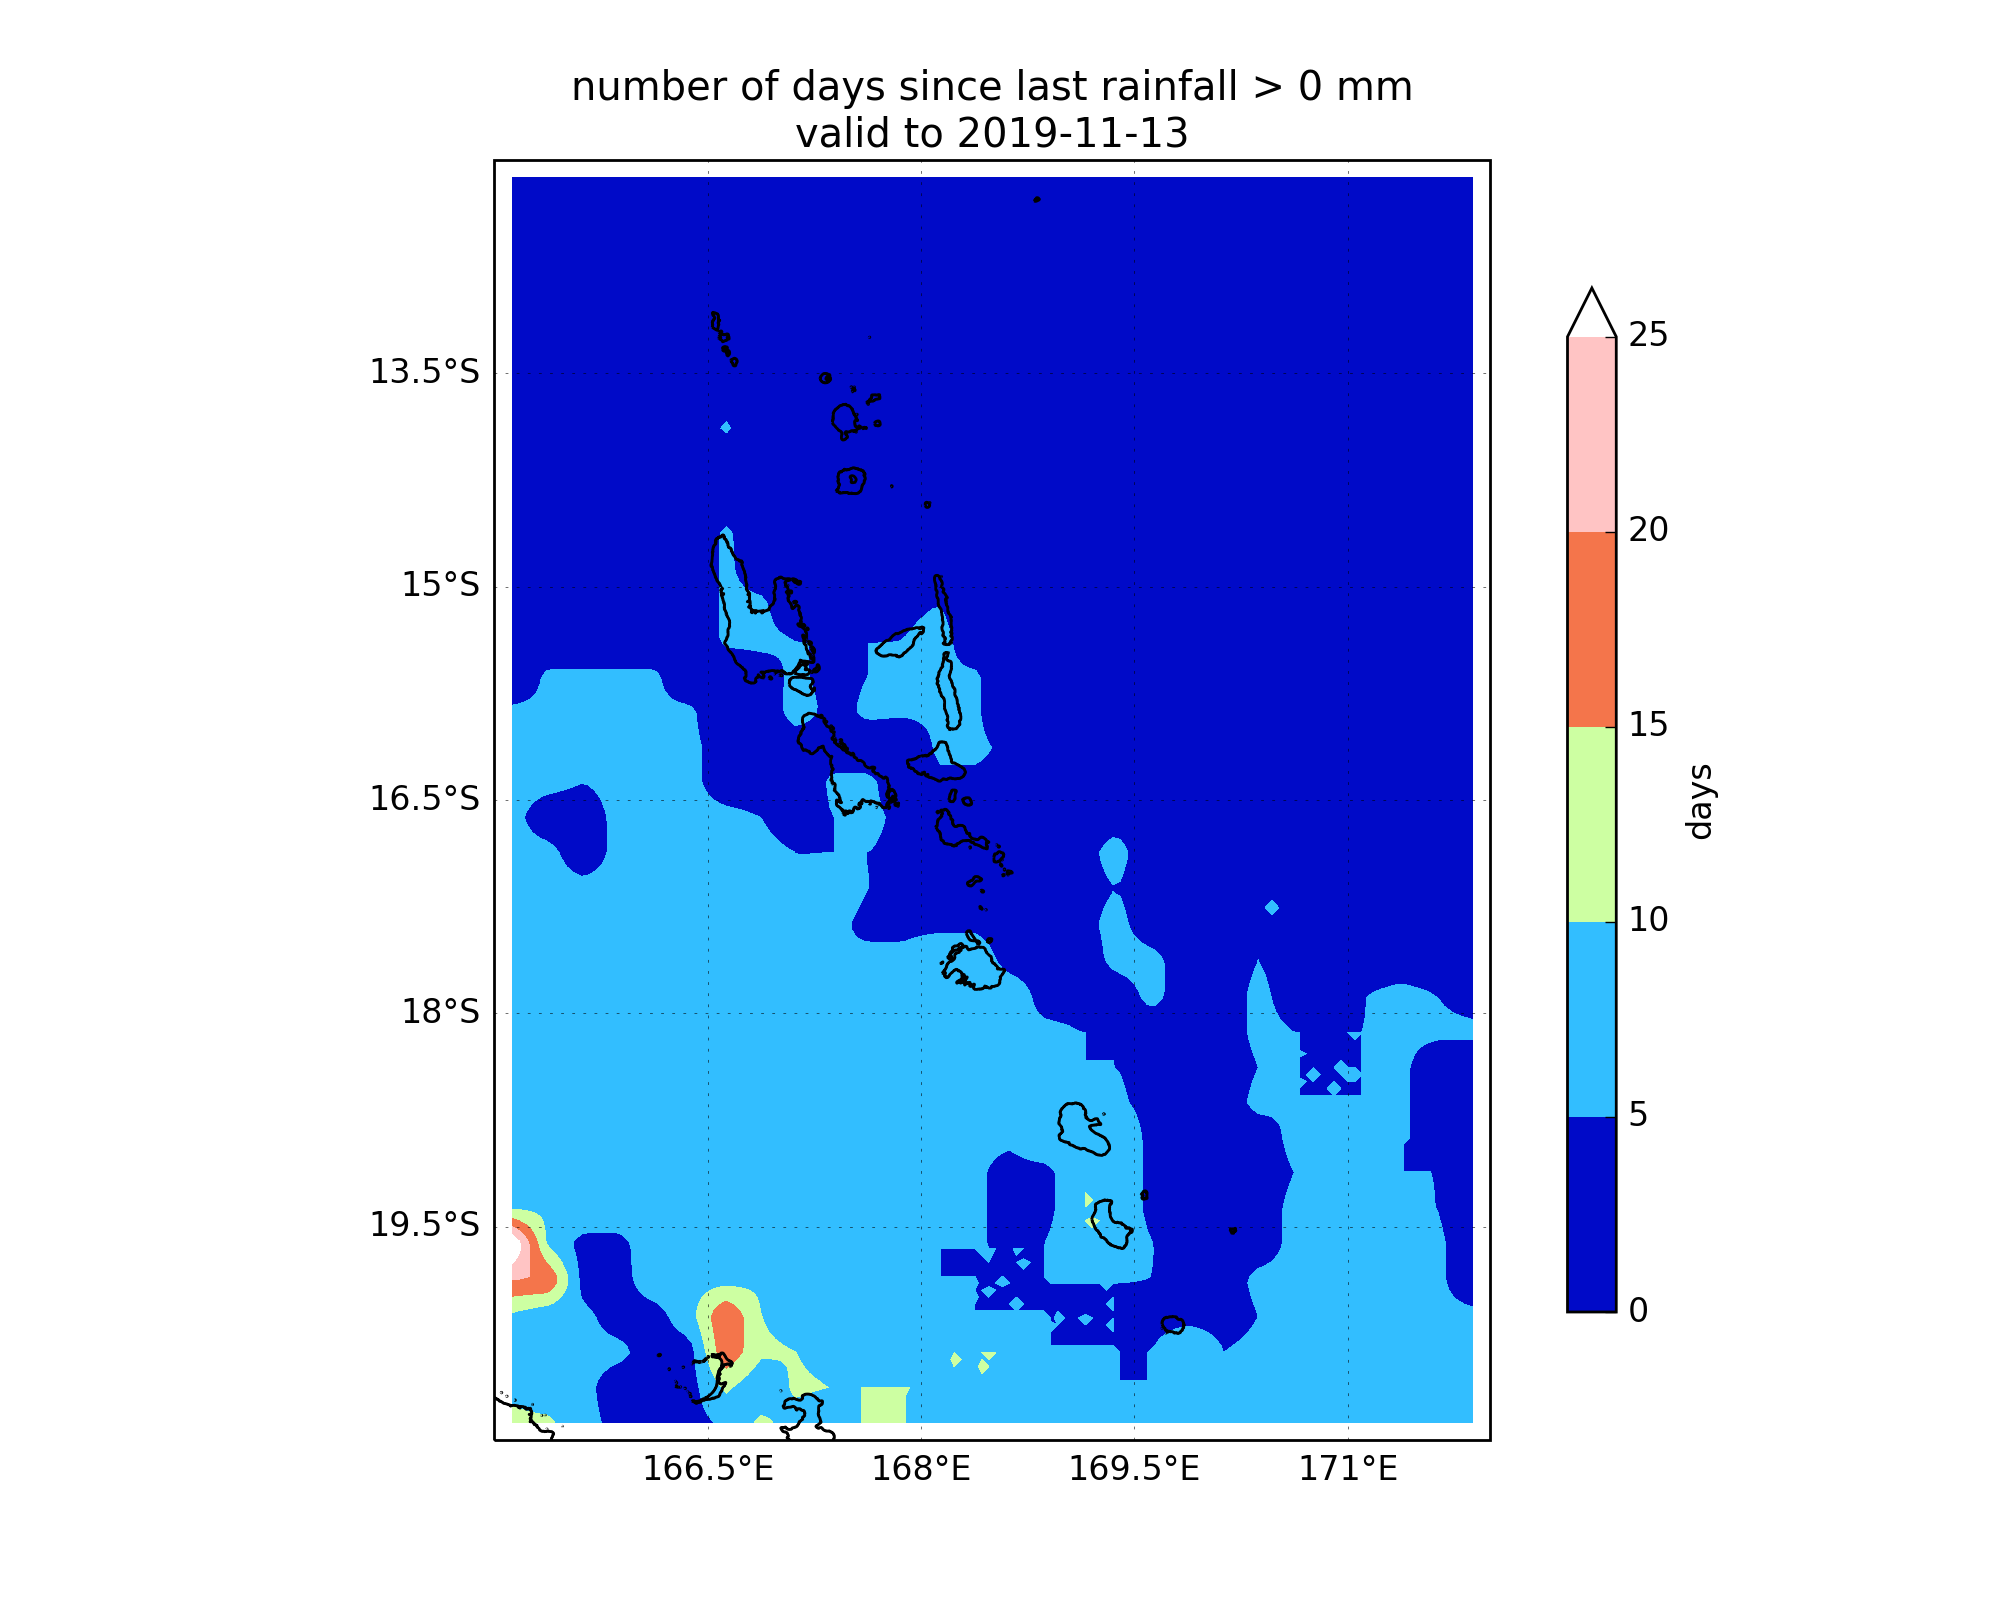 number of days since last rainfall > 0 mm
valid to 2019-11-13
13.5°S
15°S
16.5°S
18°S
19.5°S
166.5°E
168°E
169.5°E
171°E
25
20
15
10
5
0
days